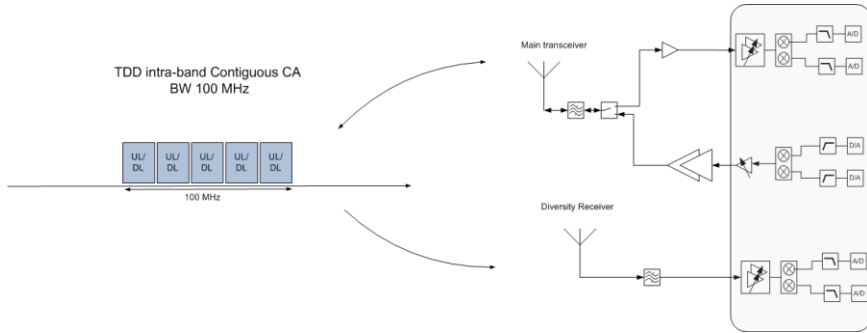 TDD intra-band Contiguous CA
BW 100 MHz
UL/
DL
UL/
DL
UL/
DL
UL/
DL
UL/
DL
100 MHz
Main transceiver
A/D
A/D
D/A
D/A
Diversity Receiver
A/D
A/D